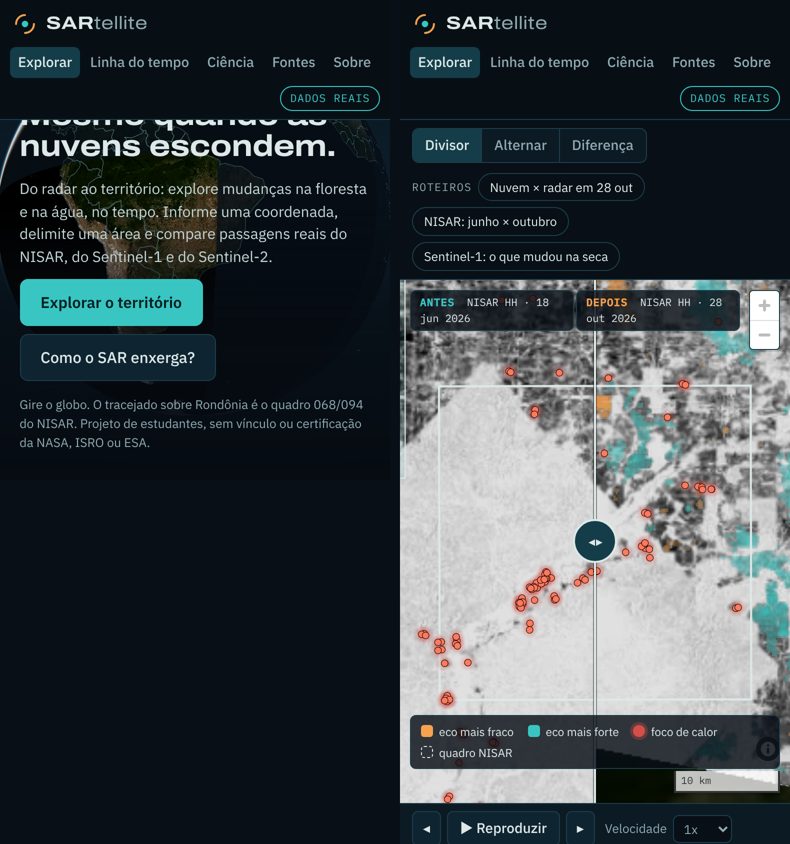 SARtellite
Explorar Linha do tempo Ciência Fontes Sobre
DADOS REAIS
Mesmo quando as
nuvens escondem.
Do radar ao território: explore mudanças na floresta
e na água, no tempo. Informe uma coordenada,
delimite uma área e compare passagens reais do
NISAR, do Sentinel-1 e do Sentinel-2.
Explorar o território
Como o SAR enxerga?
Gire o globo. O tracejado sobre Rondônia é o quadro 068/094
do NISAR. Projeto de estudantes, sem vínculo ou certificação
da NASA, ISRO ou ESA.
SARtellite
Explorar Linha do tempo Ciência Fontes Sobre
DADOS REAIS
Divisor Alternar Diferença
ROTEIROS Nuvem × radar em 28 out
NISAR: junho × outubro
Sentinel-1: o que mudou na seca
ANTES NISAR HH · 18
jun 2026
DEPOIS NISAR HH · 28
out 2026
+
−
eco mais fraco eco mais forte foco de calor
quadro NISAR
10 km
Reproduzir Velocidade 1x